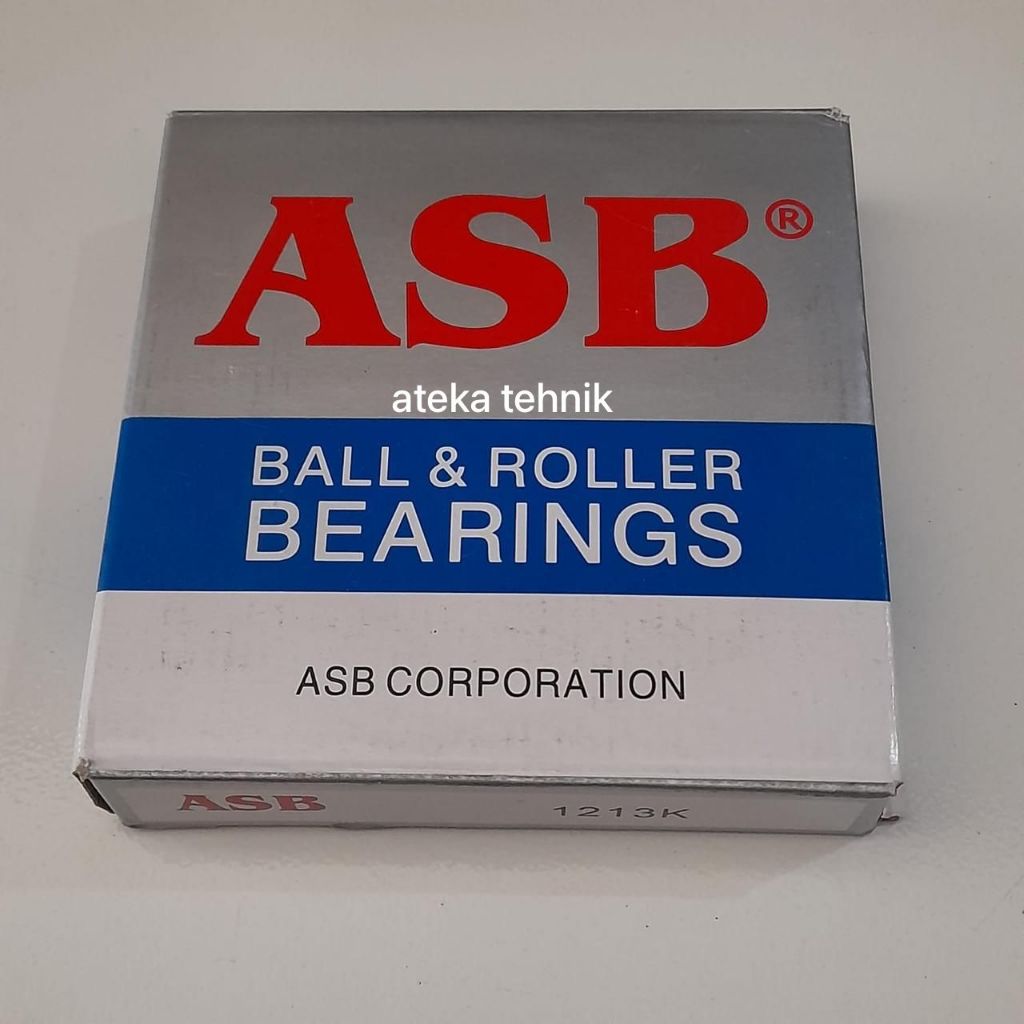 ASB®
ateka tehnik
BALL & ROLLER
BEARINGS
ASB CORPORATION
ASB 1213K